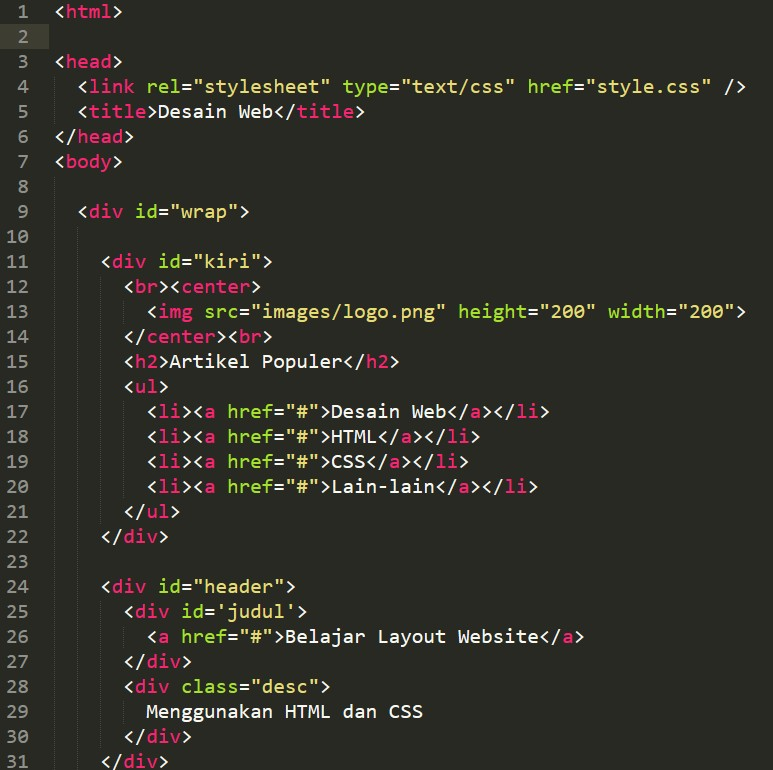 1 <html>
2
3 <head>
4 <link rel="stylesheet" type="text/css" href="style.css" />
5 <title>Desain Web</title>
6 </head>
7 <body>
8
9 <div id="wrap">
10
11 <div id="kiri">
12 <br><center>
13 <img src="images/logo.png" height="200" width="200">
14 </center><br>
15 <h2>Artikel Populer</h2>
16 <ul>
17 <li><a href="#">Desain Web</a></li>
18 <li><a href="#">HTML</a></li>
19 <li><a href="#">CSS</a></li>
20 <li><a href="#">Lain-lain</a></li>
21 </ul>
22 </div>
23
24 <div id="header">
25 <div id='judul'>
26 <a href="#">Belajar Layout Website</a>
27 </div>
28 <div class="desc">
29 Menggunakan HTML dan CSS
30 </div>
31 </div>